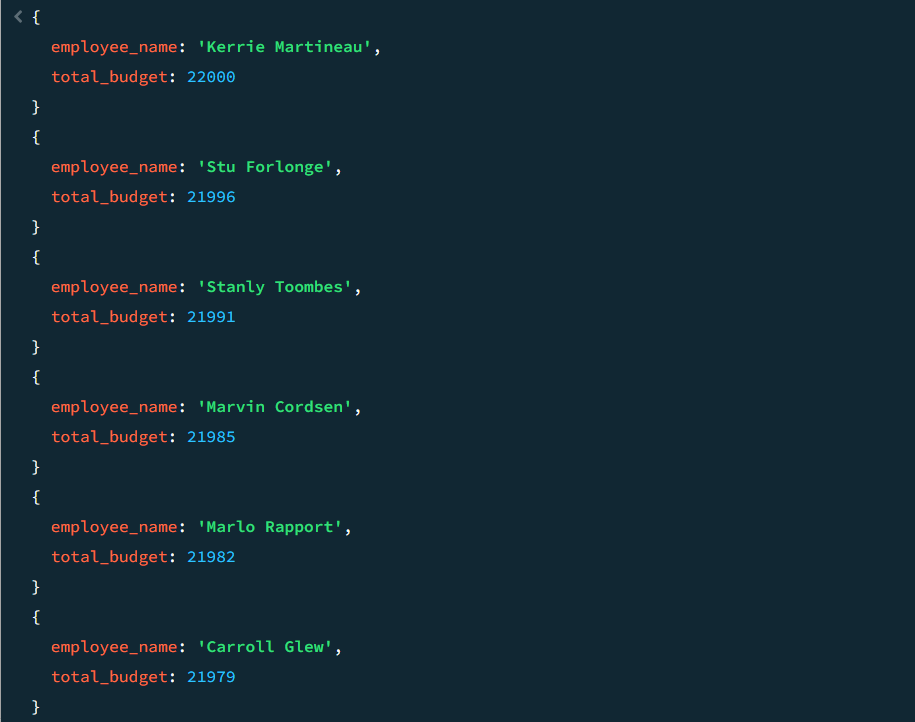 {
employee_name: 'Kerrie Martineau',
total_budget: 22000
}
{
employee_name: 'Stu Forlonge',
total_budget: 21996
}
{
employee_name: 'Stanly Toombes',
total_budget: 21991
}
{
employee_name: 'Marvin Cordsen',
total_budget: 21985
}
{
employee_name: 'Marlo Rapport',
total_budget: 21982
}
{
employee_name: 'Carroll Glew',
total_budget: 21979
}